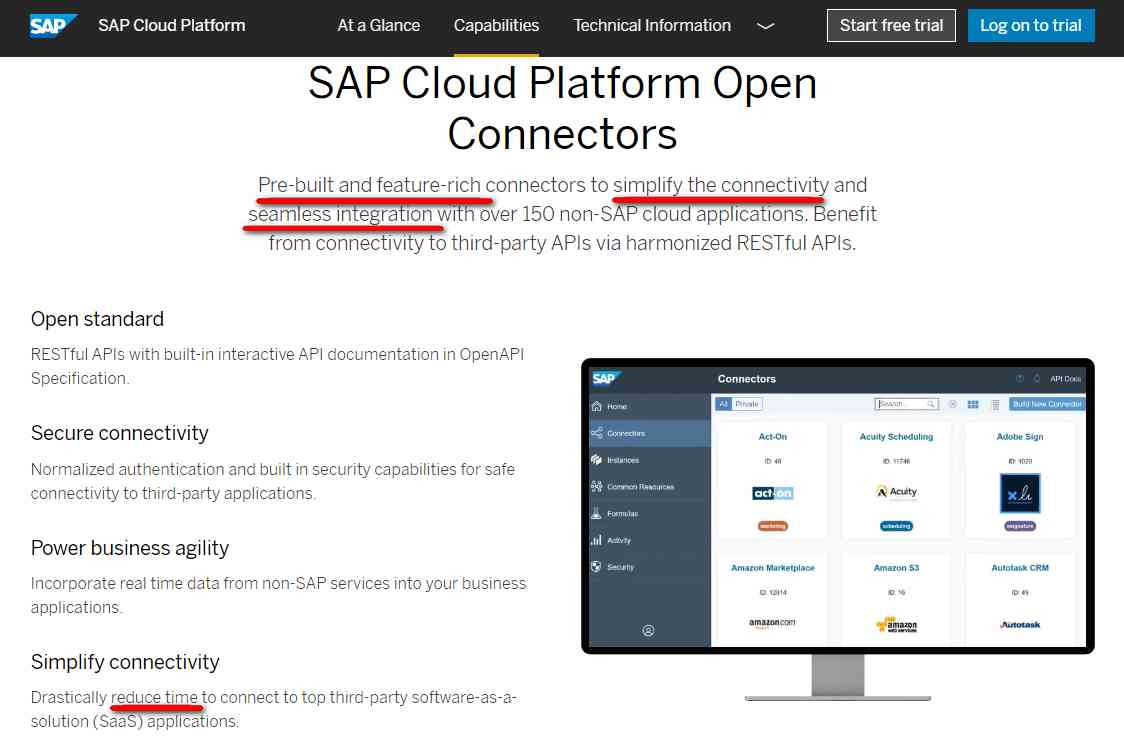 SAP SAP Cloud Platform At a Glance Capabilities Technical Information Start free trial Log on to trial
SAP Cloud Platform Open
Connectors
Pre-built and feature-rich connectors to simplify the connectivity and
seamless integration with over 150 non-SAP cloud applications. Benefit
from connectivity to third-party APIs via harmonized RESTful APIs.
Open standard
RESTful APIs with built-in interactive API documentation in OpenAPI
Specification.
Secure connectivity
Normalized authentication and built in security capabilities for safe
connectivity to third-party applications.
Power business agility
Incorporate real time data from non-SAP services into your business
applications.
Simplify connectivity
Drastically reduce time to connect to top third-party software-as-a-
solution (SaaS) applications.
SAP Connectors API Docs
Home
Connectors
Instances
Common Resources
Formulas
Activity
Security
All Private Search... Build New Connector
Act-On Acuity Scheduling Adobe Sign
ID: 48 ID: 11746 ID: 1029
act-on Acuity
marketing scheduling esignature
Amazon Marketplace Amazon S3 Autotask CRM
ID: 12814 ID: 16 ID: 49
amazon.com amazon Autotask
web services